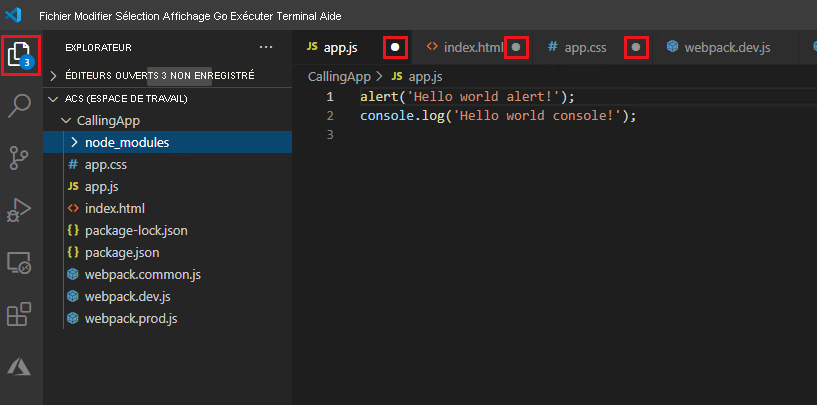 Fichier Modifier Sélection Affichage Go Exécuter Terminal Aide
3
EXPLORATEUR
ÉDITEURS OUVERTS 3 NON ENREGISTRÉ
ACS (ESPACE DE TRAVAIL)
CallingApp
node_modules
# app.css
JS app.js
<> index.html
{} package-lock.json
{} package.json
webpack.common.js
webpack.dev.js
webpack.prod.js
JS app.js
<> index.html
# app.css
webpack.dev.js
CallingApp > JS app.js
1 alert('Hello world alert!');
2 console.log('Hello world console!');
3